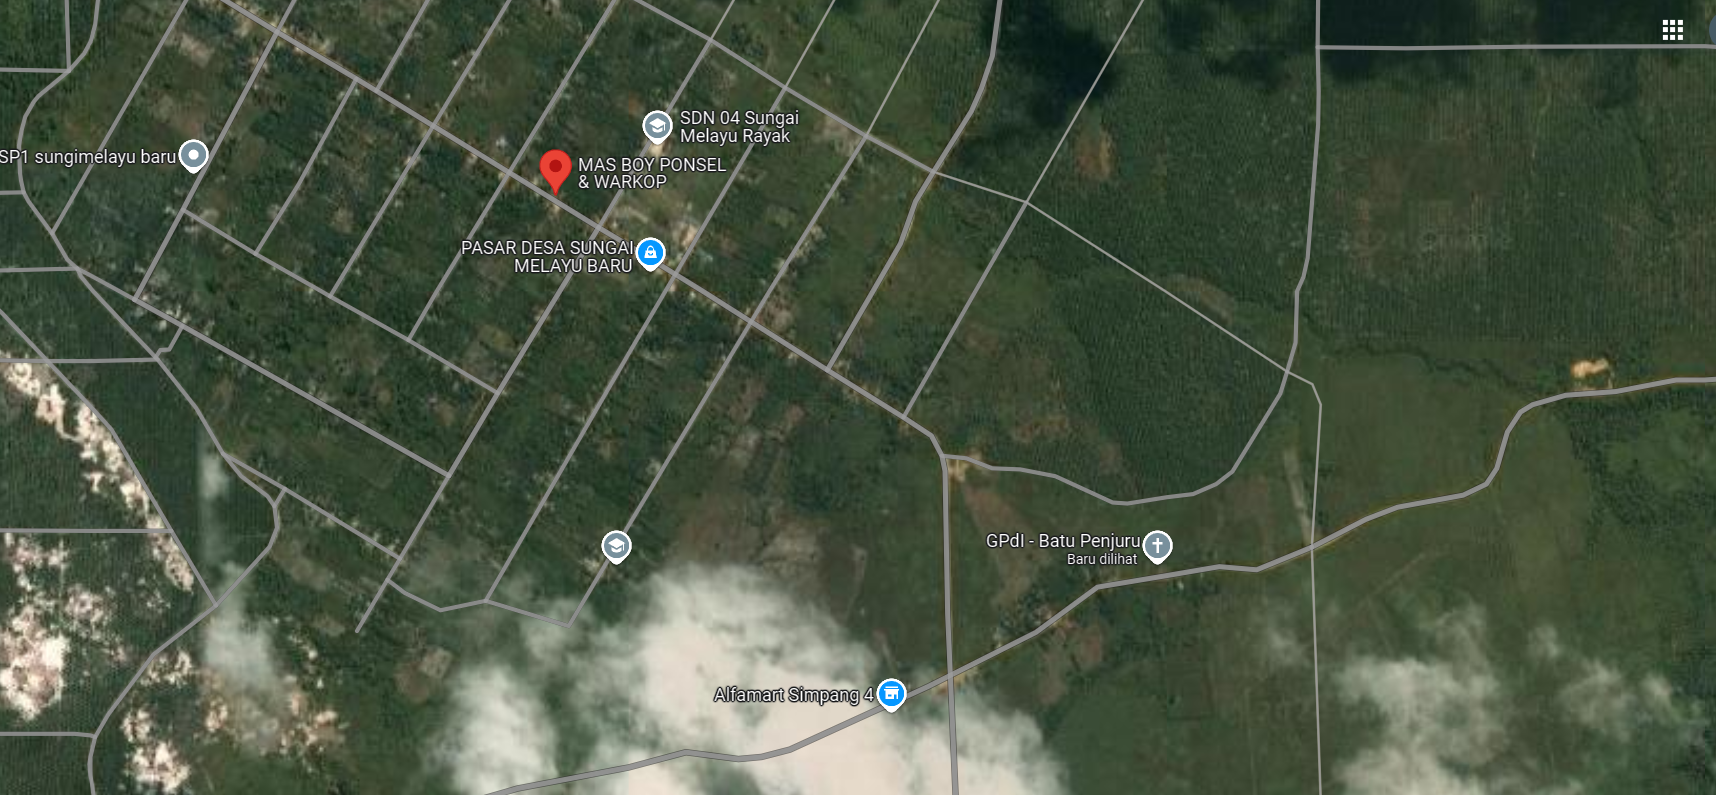 SDN 04 Sungai
Melayu Rayak
SP1 sungimelayu baru
MAS BOY PONSEL
& WARKOP
PASAR DESA SUNGAI
MELAYU BARU
GPdI - Batu Penjuru
Baru dilihat
Alfamart Simpang 4